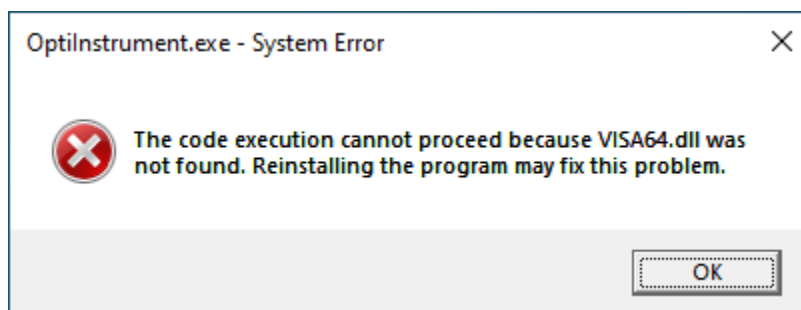 OptiInstrument.exe - System Error
The code execution cannot proceed because VISA64.dll was
not found. Reinstalling the program may fix this problem.
OK